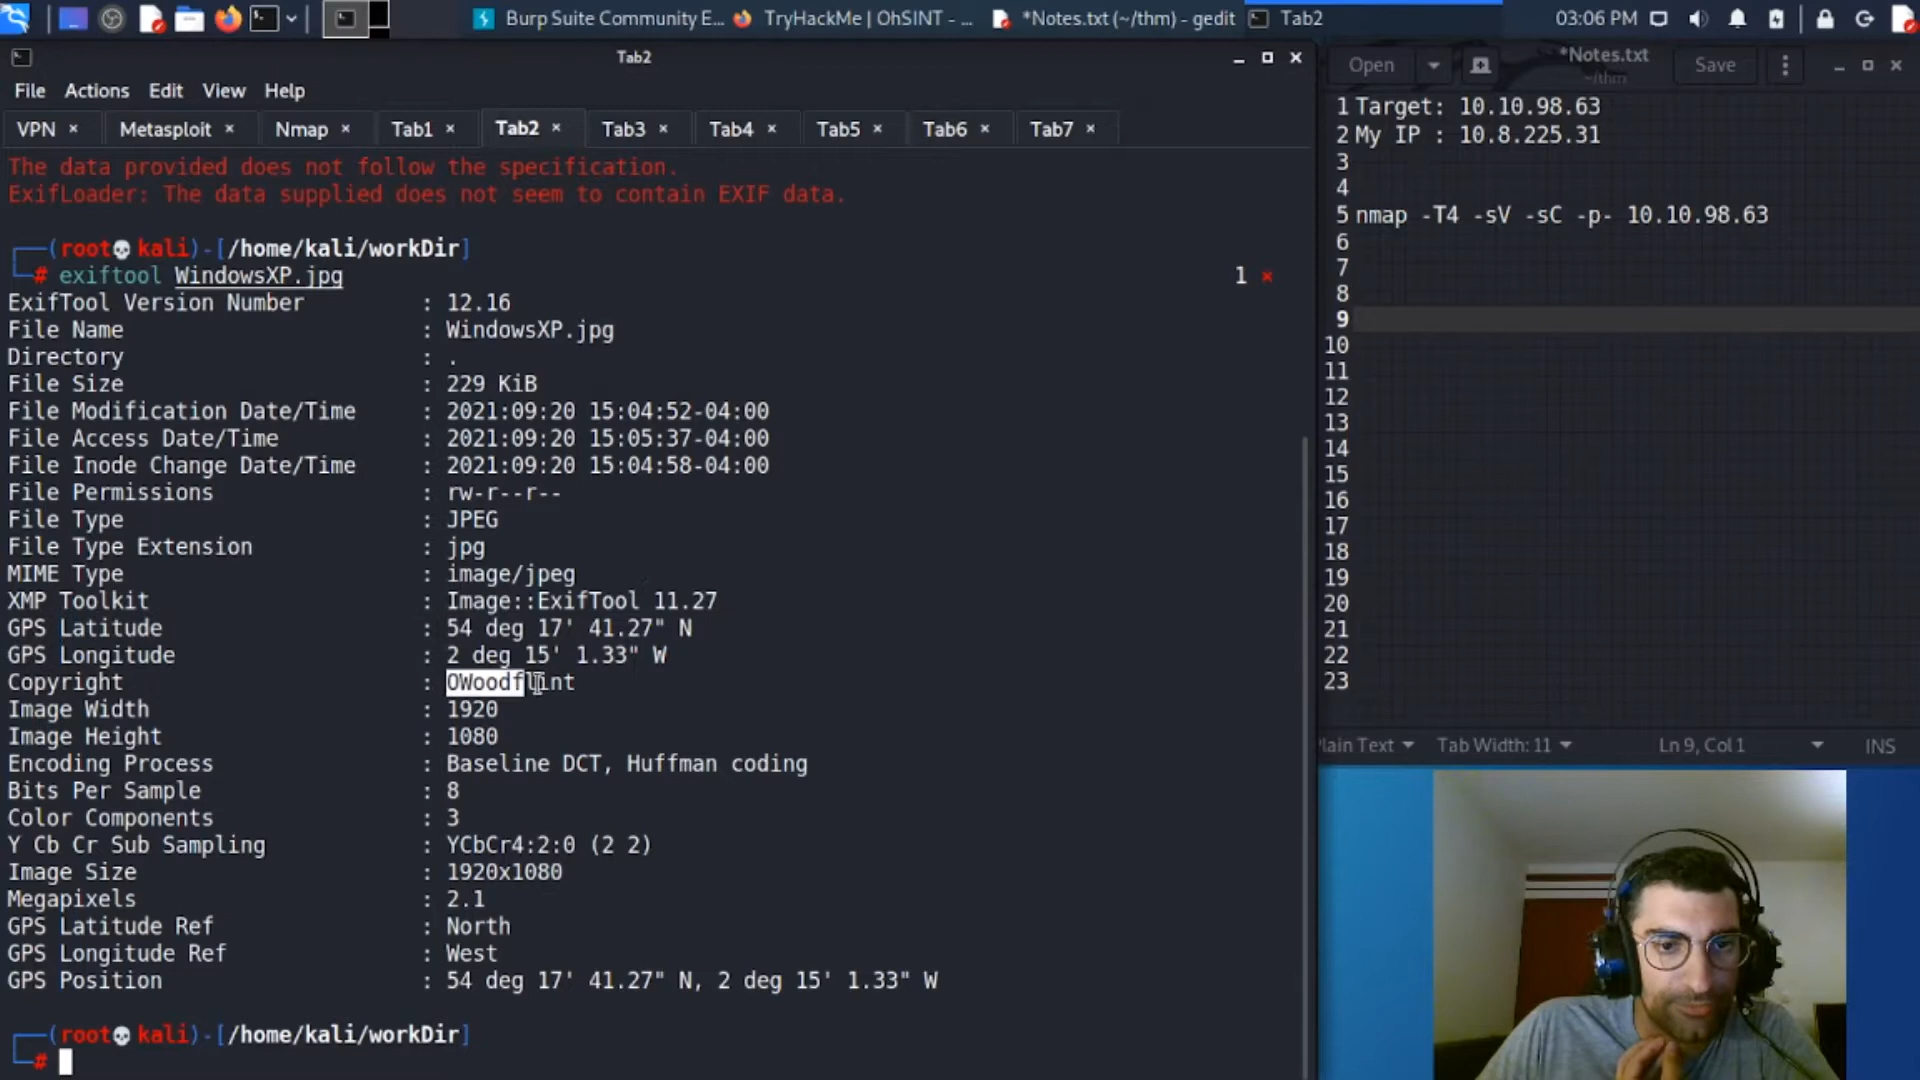 Burp Suite Community E... TryHackMe | OhSINT - ... *Notes.txt (~/thm) - gedit Tab2 03:06 PM
Tab2
File Actions Edit View Help
VPN × Metasploit × Nmap × Tab1 × Tab2 × Tab3 × Tab4 × Tab5 × Tab6 × Tab7 ×
The data provided does not follow the specification.
ExifLoader: The data supplied does not seem to contain EXIF data.
(root💀kali)-[/home/kali/workDir]
# exiftool WindowsXP.jpg 1 ×
ExifTool Version Number : 12.16
File Name : WindowsXP.jpg
Directory : .
File Size : 229 KiB
File Modification Date/Time : 2021:09:20 15:04:52-04:00
File Access Date/Time : 2021:09:20 15:05:37-04:00
File Inode Change Date/Time : 2021:09:20 15:04:58-04:00
File Permissions : rw-r--r--
File Type : JPEG
File Type Extension : jpg
MIME Type : image/jpeg
XMP Toolkit : Image::ExifTool 11.27
GPS Latitude : 54 deg 17' 41.27" N
GPS Longitude : 2 deg 15' 1.33" W
Copyright : OWoodflint
Image Width : 1920
Image Height : 1080
Encoding Process : Baseline DCT, Huffman coding
Bits Per Sample : 8
Color Components : 3
Y Cb Cr Sub Sampling : YCbCr4:2:0 (2 2)
Image Size : 1920x1080
Megapixels : 2.1
GPS Latitude Ref : North
GPS Longitude Ref : West
GPS Position : 54 deg 17' 41.27" N, 2 deg 15' 1.33" W
(root💀kali)-[/home/kali/workDir]
#
Open *Notes.txt Save
~/thm
1 Target: 10.10.98.63
2 My IP : 10.8.225.31
3
4
5 nmap -T4 -sV -sC -p- 10.10.98.63
6
7
8
9
10
11
12
13
14
15
16
17
18
19
20
21
22
23
lain Text Tab Width: 11 Ln 9, Col 1 INS